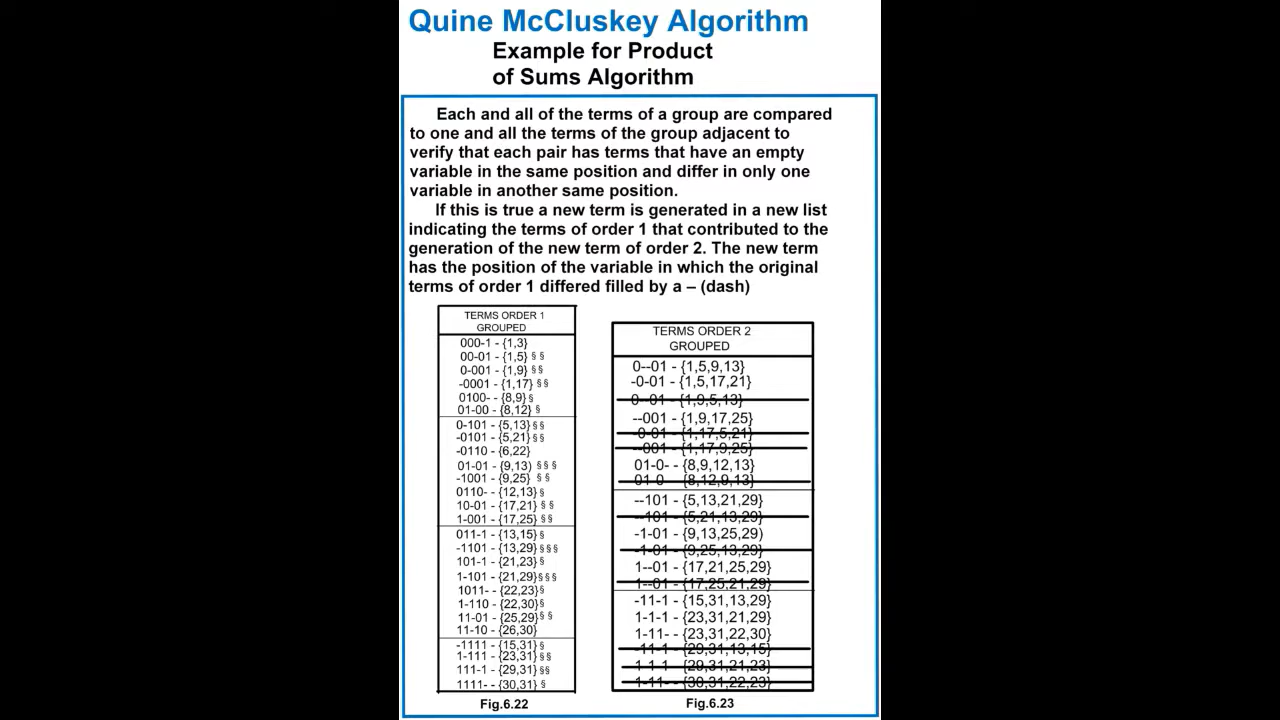 Quine McCluskey Algorithm
Example for Product
of Sums Algorithm
Each and all of the terms of a group are compared
to one and all the terms of the group adjacent to
verify that each pair has terms that have an empty
variable in the same position and differ in only one
variable in another same position.
If this is true a new term is generated in a new list
indicating the terms of order 1 that contributed to the
generation of the new term of order 2. The new term
has the position of the variable in which the original
terms of order 1 differed filled by a – (dash)
TERMS ORDER 1
GROUPED
000-1 - {1,3}
00-01 - {1,5} § §
0-001 - {1,9} § §
-0001 - {1,17} § §
0100- - {8,9} §
01-00 - {8,12} §
0-101 - {5,13} § §
-0101 - {5,21} § §
-0110 - {6,22}
01-01 - {9,13) § § §
-1001 - {9,25} § §
0110- - {12,13} §
10-01 - {17,21} § §
1-001 - {17,25} § §
011-1 - {13,15} §
-1101 - {13,29} § § §
101-1 - {21,23} §
1-101 - {21,29} § § §
1011- - {22,23} §
1-110 - {22,30} §
11-01 - {25,29} § §
11-10 - {26,30}
-1111 - {15,31} §
1-111 - {23,31} § §
111-1 - {29,31} § §
1111- - {30,31} §
Fig.6.22
TERMS ORDER 2
GROUPED
0--01 - {1,5,9,13}
-0-01 - {1,5,17,21}
0--01 - {1,9,5,13}
--001 - {1,9,17,25}
-0-01 - {1,17,5,21}
--001 - {1,17,9,25}
01-0- - {8,9,12,13}
01-0- - {8,12,9,13}
--101 - {5,13,21,29}
--101 - {5,21,13,29}
-1-01 - {9,13,25,29)
-1-01 - {9,25,13,29}
1--01 - {17,21,25,29}
1--01 - {17,25,21,29}
-11-1 - {15,31,13,29}
1-1-1 - {23,31,21,29}
1-11- - {23,31,22,30}
-11-1 - {29,31,13,15}
1-1-1 - {29,31,21,23}
1-11- - {30,31,22,23}
Fig.6.23